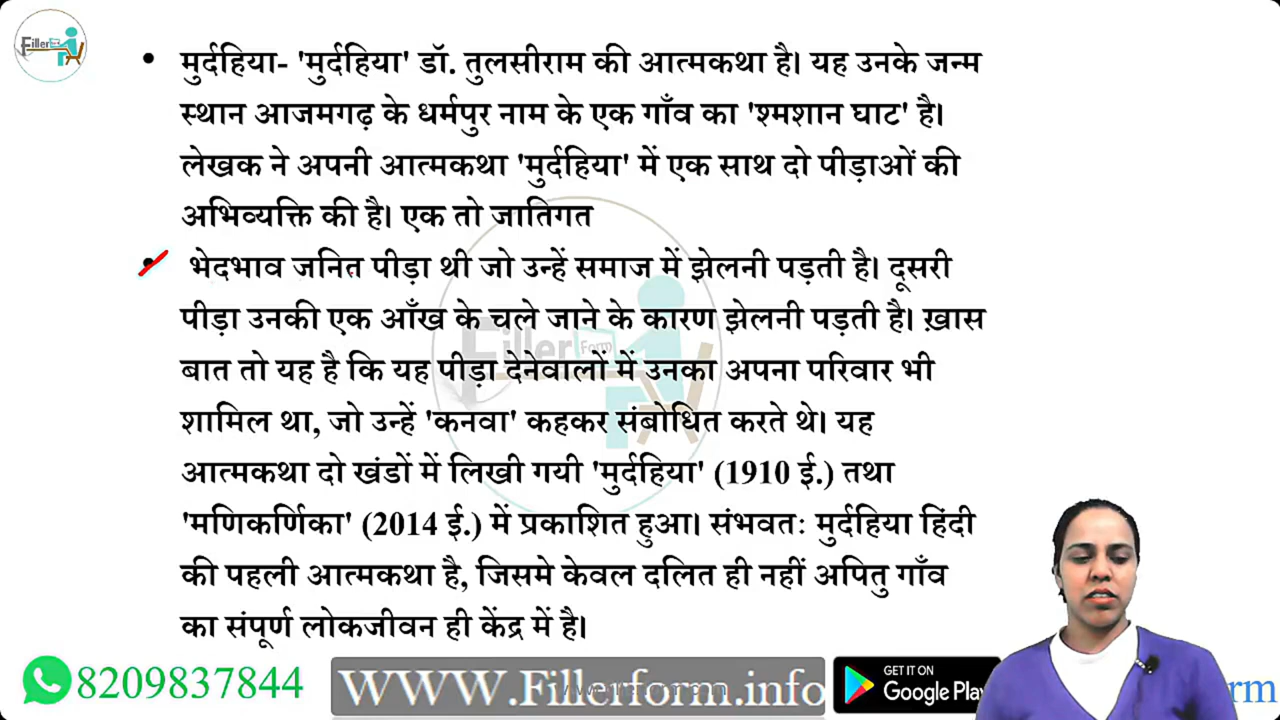 Fillerform
मुर्दहिया- 'मुर्दहिया' डॉ. तुलसीराम की आत्मकथा है। यह उनके जन्म
स्थान आजमगढ़ के धर्मपुर नाम के एक गाँव का 'श्मशान घाट' है।
लेखक ने अपनी आत्मकथा 'मुर्दहिया' में एक साथ दो पीड़ाओं की
अभिव्यक्ति की है। एक तो जातिगत
भेदभाव जनित पीड़ा थी जो उन्हें समाज में झेलनी पड़ती है। दूसरी
पीड़ा उनकी एक आँख के चले जाने के कारण झेलनी पड़ती है। ख़ास
बात तो यह है कि यह पीड़ा देनेवालों में उनका अपना परिवार भी
शामिल था, जो उन्हें 'कनवा' कहकर संबोधित करते थे। यह
आत्मकथा दो खंडों में लिखी गयी 'मुर्दहिया' (1910 ई.) तथा
'मणिकर्णिका' (2014 ई.) में प्रकाशित हुआ। संभवतः मुर्दहिया हिंदी
की पहली आत्मकथा है, जिसमे केवल दलित ही नहीं अपितु गाँव
का संपूर्ण लोकजीवन ही केंद्र में है।
Filler Form
8209837844
www.Fillerform.info
GET IT ON
Google Play
rm